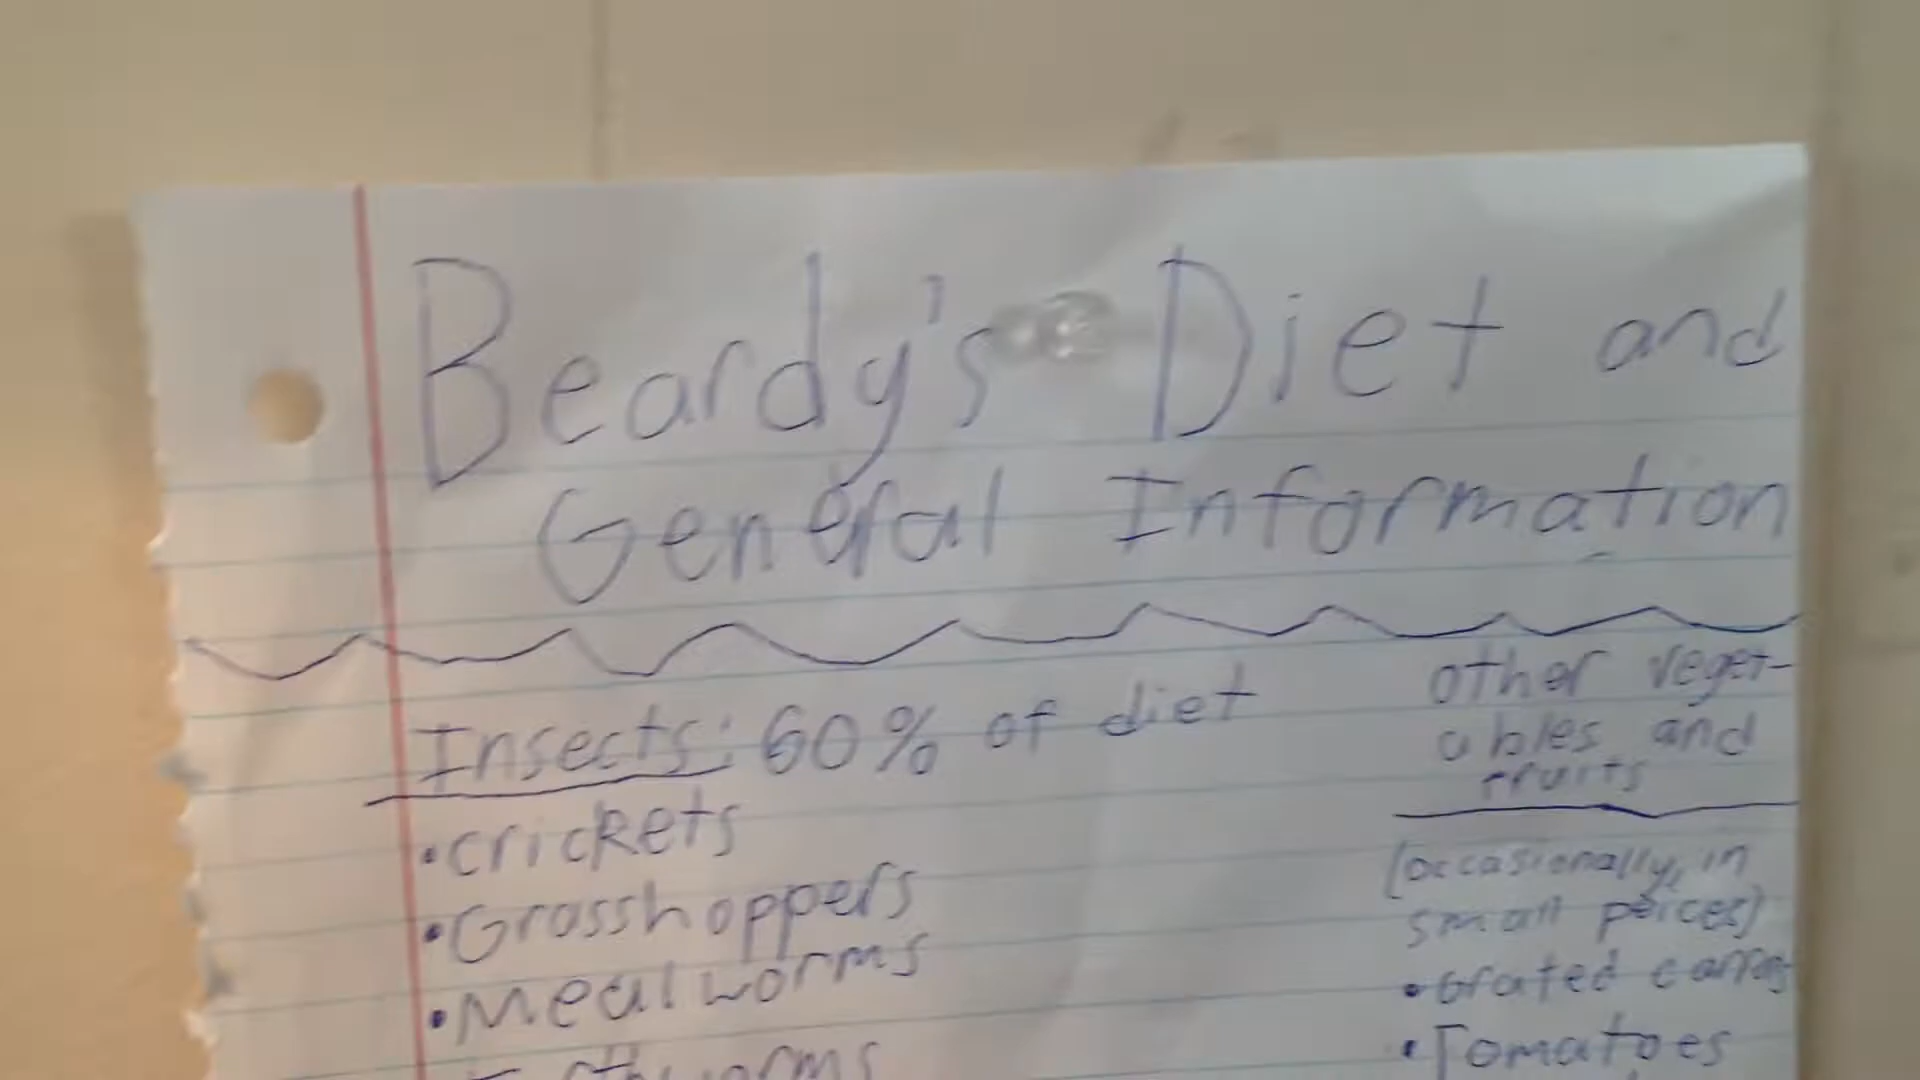 Beardy's Diet and
General Information
Insects: 60% of diet
•crickets
•Grasshoppers
•Mealworms
other veget-
ables and
fruits
(occasionally, in
small peices)
•Grated carrots
•Tomatoes